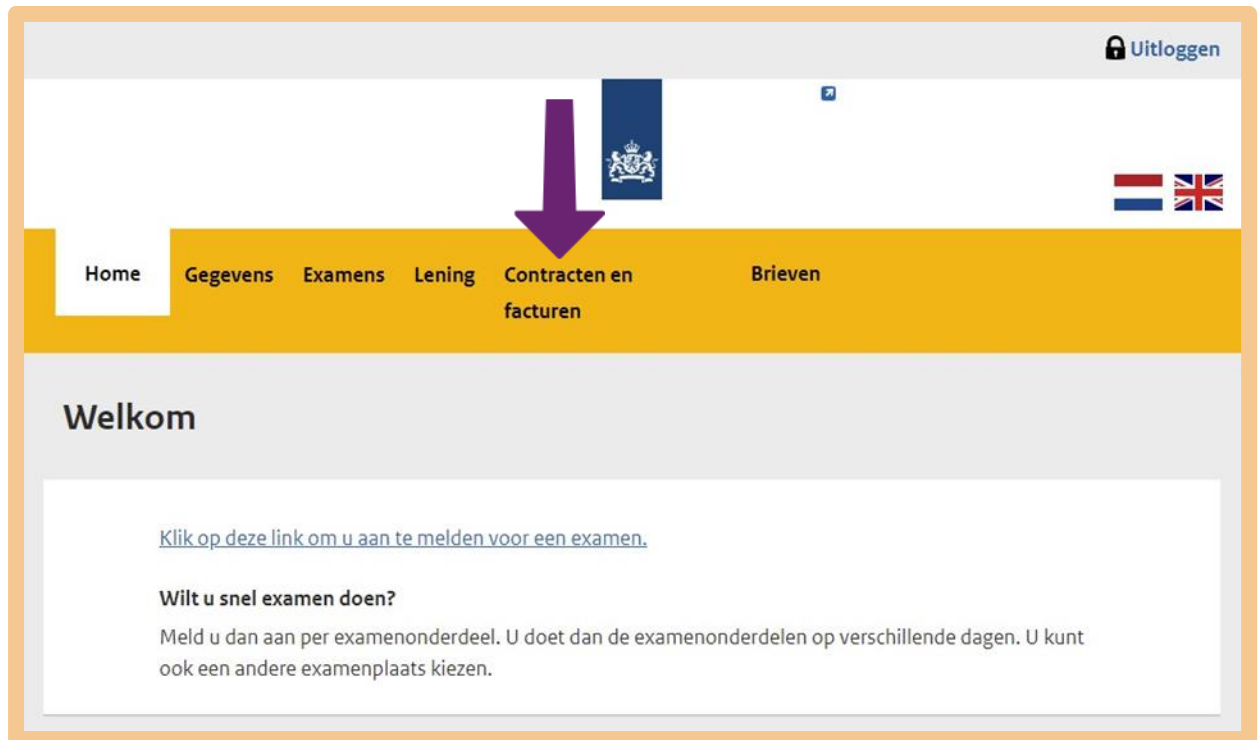 Uitloggen
Home
Gegevens
Examens
Lening
Contracten en
facturen
Brieven
Welkom
Klik op deze link om u aan te melden voor een examen.
Wilt u snel examen doen?
Meld u dan aan per examenonderdeel. U doet dan de examenonderdelen op verschillende dagen. U kunt
ook een andere examenplaats kiezen.